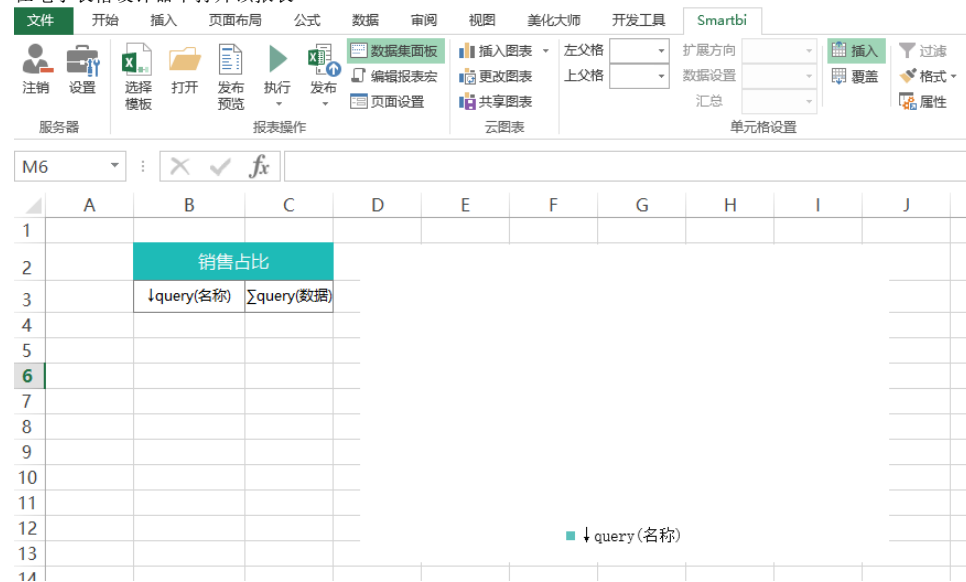 文件 开始 插入 页面布局 公式 数据 审阅 视图 美化大师 开发工具 Smartbi
数据集面板 插入图表 左父格 扩展方向 插入 过滤
编辑报表宏 更改图表 上父格 数据设置 覆盖 格式
注销 设置 选择模板 打开 发布预览 执行 发布 页面设置 共享图表 汇总 属性
服务器 报表操作 云图表 单元格设置
M6 fx
A B C D E F G H I J
1
2 销售占比
3 ↓query(名称) ∑query(数据)
4
5
6
7
8
9
10
11
12 ↓query(名称)
13
14